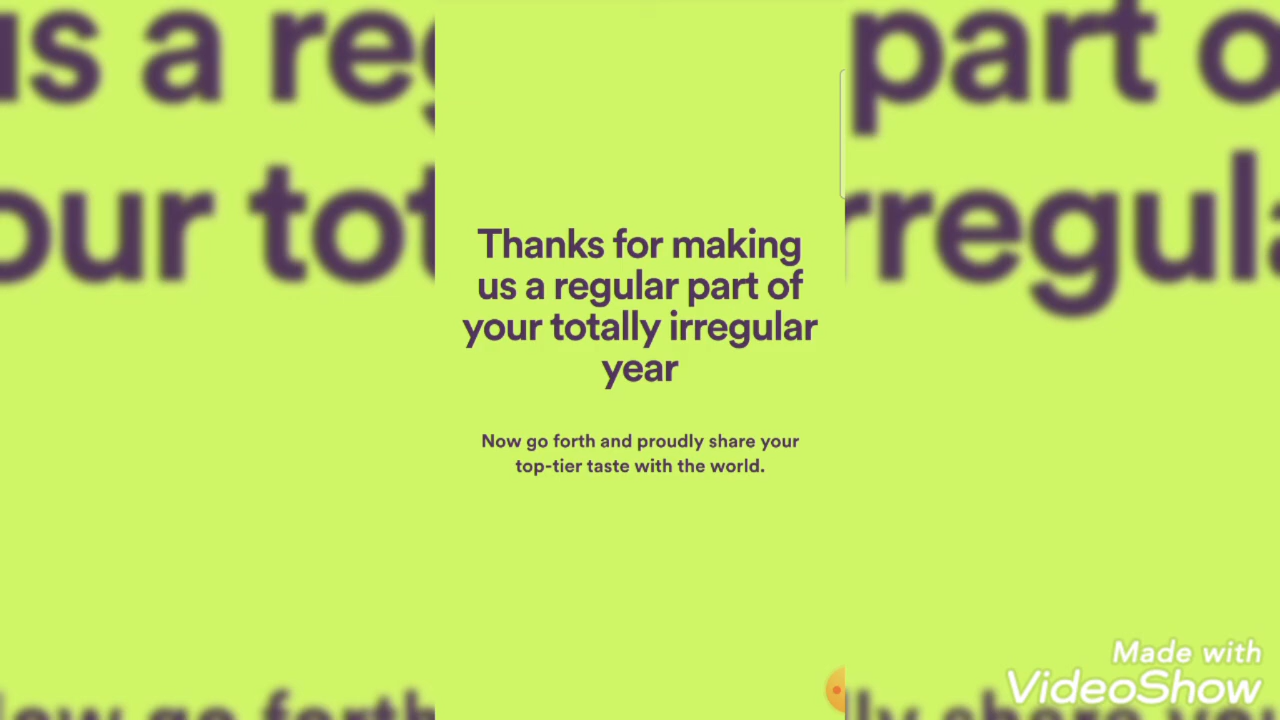 Thanks for making
us a regular part of
your totally irregular
year
Now go forth and proudly share your
top-tier taste with the world.
Made with
VideoShow